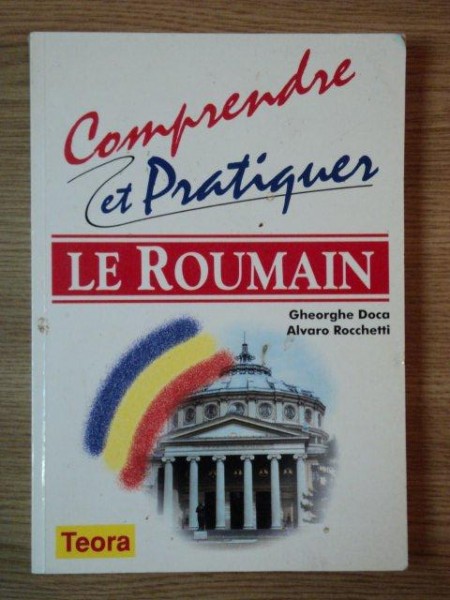 Comprendre
et Pratiquer
LE ROUMAIN
Gheorghe Doca
Alvaro Rocchetti
Teora